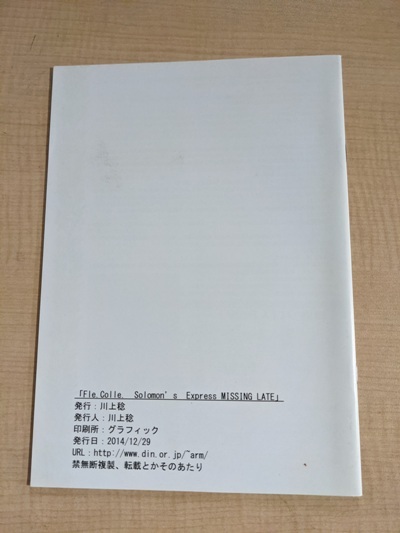 「Fle.Colle.　Solomon's　Express MISSING LATE」
発行：川上稔
発行人：川上稔
印刷所：グラフィック
発行日：2014/12/29
URL：http://www.din.or.jp/~arm/
禁無断複製、転載とかそのあたり